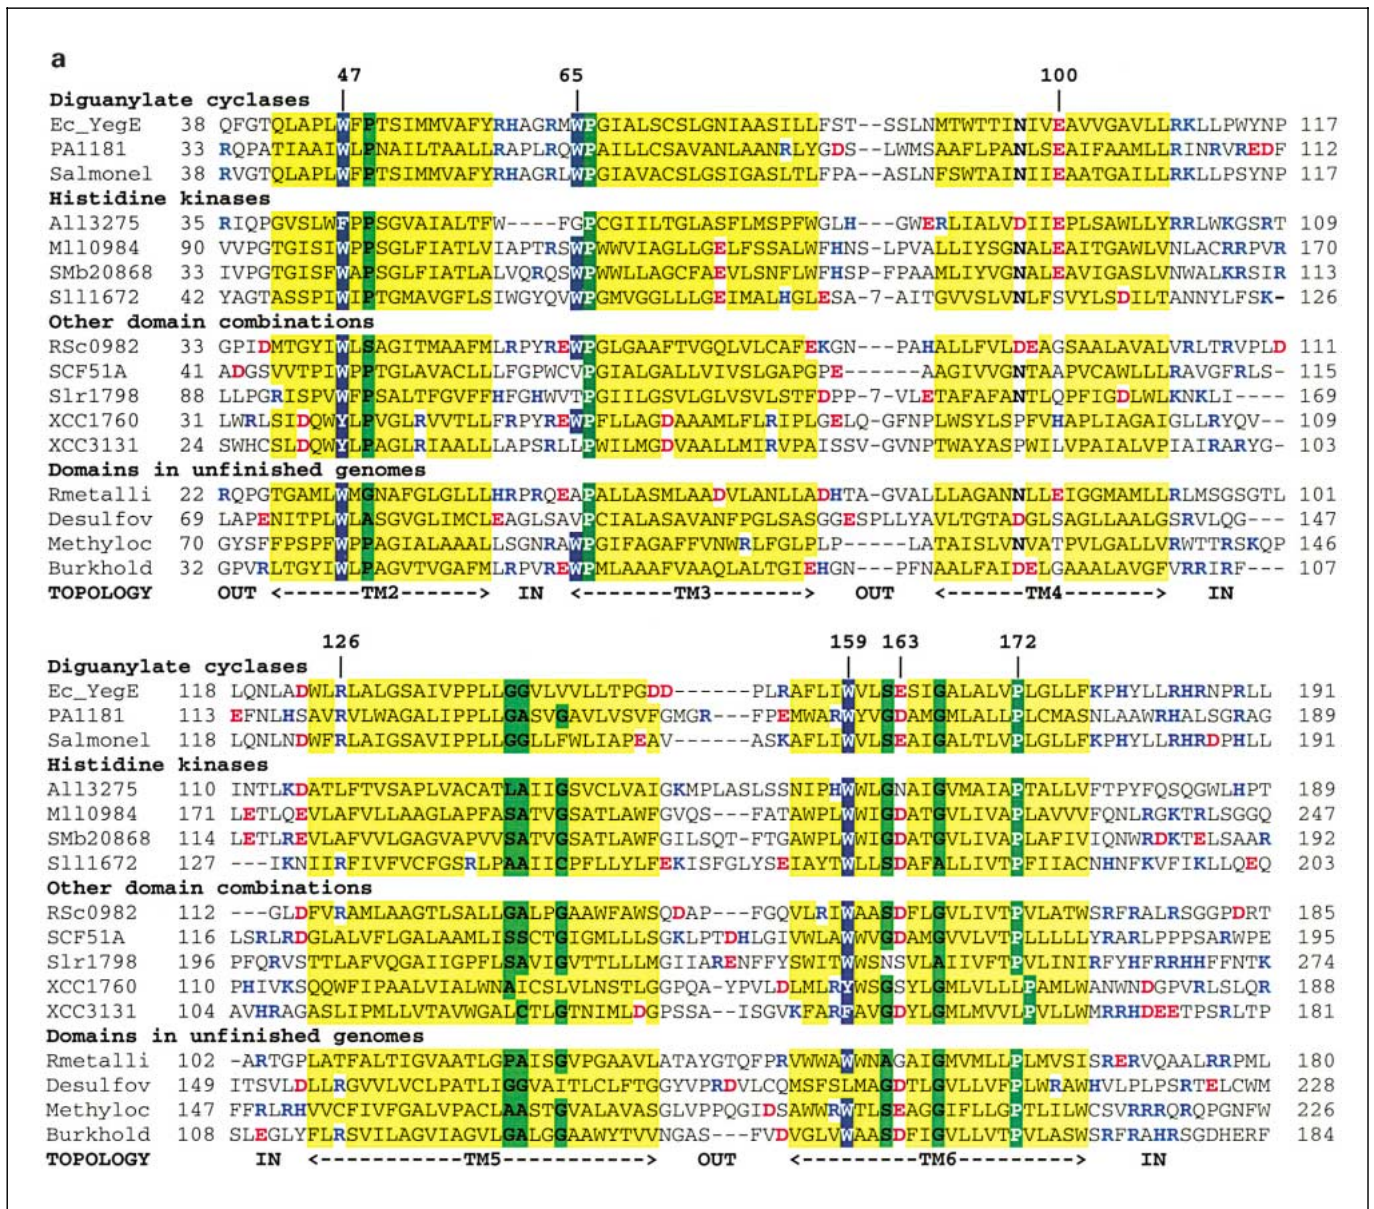 a
47 65 100
Diguanylate cyclases
Ec_YegE 38 QFGTQLAPLWFPTSIMMVAFYRHAGRMWPGIALSCSLGNIAASILLFST--SSLNMTWTTINIVEAVVGAVLLRKLLPWYNP 117
PA1181 33 RQPATIAAIWLPNAILTAALLRAPLRQWPAILLCSAVANLAANRLYGDS--LWMSAAFLPANLSEAIFAAMLLRINRVREDF 112
Salmonel 38 RVGTQLAPLWFPTSIMMVAFYRHAGRLWPGIAVACSLGSIGASLTLFPA--ASLNFSWTAINIIEAATGAILLRKLLPSYNP 117
Histidine kinases
All3275 35 RIQPGVSLWFPPSGVAIALTFW----FGPCGIILTGLASFLMSPFWGLH---GWERLIALVDIIEPLSAWLLYRRLWKGSRT 109
Mll0984 90 VVPGTGISIWPPSGLFIATLVIAPTRSWPWWVIAGLLGELFSSALWFHNS-LPVALLIYSGNALEAITGAWLVNLACRRPVR 170
SMb20868 33 IVPGTGISFWAPSGLFIATLALVQRQSWPWWLLAGCFAEVLSNFLWFHSP-FPAAMLIYVGNALEAVIGASLVNWALKRSIR 113
Sll1672 42 YAGTASSPIWIPTGMAVGFLSIWGYQVWPGMVGGLLLGEIMALHGLESA-7-AITGVVSLVNLFSVYLSDILTANNYLFSK- 126
Other domain combinations
RSc0982 33 GPIDMTGYIWLSAGITMAAFMLRPYREWPGLGAAFTVGQLVLCAFEKGN---PAHALLFVLDEAGSAALAVALVRLTRVPLD 111
SCF51A 41 ADGSVVTPIWPPTGLAVACLLLFGPWCVPGIALGALLVIVSLGAPGPE------AAGIVVGNTAAPVCAWLLLRAVGFRLS- 115
Slr1798 88 LLPGRISPVWFPSALTFGVFFHFGHWVTPGILLGSVLGLVSVLSTFDPP-7-VLETAFAFANTLQPFIGDLWLKNKLI---- 169
XCC1760 31 LWRLSIDQWYLPVGLRVVTLLFRPYREWPFLLAGDAAAMLFLRIPLGELQ-GFNPLWSYLSPFVHAPLIAGAIGLLRYQV-- 109
XCC3131 24 SWHCSLDQWYLPAGLRIAALLLAPSRLLPWILMGDVAALLMIRVPAISSV-GVNPTWAYASPWILVPAIALVPIAIRARYG- 103
Domains in unfinished genomes
Rmetalli 22 RQPGTGAMLWMGNAFGLGLLLHRPRQEAPALLASMLAADVLANLLADHTA-GVALLLAGANNLLEIGGMAMLLRLMSGSGTL 101
Desulfov 69 LAPENITPLWLASGVGLIMCLEAGLSAVPCIALASAVANFPGLSASGGESPLLYAVLTGTADGLSAGLLAALGSRVLQG--- 147
Methyloc 70 GYSFFPSPFWPPAGIALAAALLSGNRAWPGIFAGAFFVNWRLFGLPLP-----LATAISLVNVATPVLGALLVRWTTRSKQP 146
Burkhold 32 GPVRLTGYIWLPAGVTVGAFMLRPVREWPMLAAAFVAAQLALTGIEHGN---PFNAALFAIDELGAAALAVGFVRRIRF--- 107
TOPOLOGY OUT <-------TM2-------> IN <-------TM3-------> OUT <-------TM4-------> IN
126 159 163 172
Diguanylate cyclases
Ec_YegE 118 LQNLADWLRLALGSAIVPPLLGGVLVVLLTPGDD------PLRAFLIWVLSESIGALALVPLGLLFKPHYLLRHRNPRLL 191
PA1181 113 EFNLHSAVRVLWAGALIPPLLGASVGAVLVSVFGMGR---FPEMWARWYVGDAMGMLALLPLCMASNLAAWRHALSGRAG 189
Salmonel 118 LQNLNDWFRLAIGSAVIPPLLGGLLFWLIAPEAV------ASKAFLIWVLSEAIGALTLVPLGLLFKPHYLLRHRDPHLL 191
Histidine kinases
All3275 110 INTLKDATLFTVSAPLVACATLAIIGSVCLVAIGKMPLASLSSNIPHWWLGNAIGVMAIAPTALLVFTPYFQSQGWLHPT 189
Mll0984 171 LETLQEVLAFVLLAAGLAPFASATVGSATLAWFGVQS---FATAWPLWWIGDATGVLIVAPLAVVVFQNLRGKTRLSGGQ 247
SMb20868 114 LETLREVLAFVVLGAGVAPVVSATVGSATLAWFGILSQT-FTGAWPLWWIGDATGVLIVAPLAFIVIQNWRDKTELSAAR 192
Sll1672 127 ---IKNIIRFIVFVCFGSRLPAAIICPFLLYLFEKISFGLYSEIAYTWLLSDAFALLIVTPFIIACNHNFKVFIKLLQEQ 203
Other domain combinations
RSc0982 112 ---GLDFVRAMLAAGTLSALLGALPGAAWFAWSQDAP---FGQVLRIWAASDFLGVLIVTPVLATWSRFRALRSGGPDRT 185
SCF51A 116 LSRLRDGLALVFLGALAAMLISSCTGIGMLLLSGKLPTDHLGIVWLAWWVGDAMGVVLVTPLLLLLYRARLPPPSARWPE 195
Slr1798 196 PFQRVSTTLAFVQGAIIGPFLSAVIGVTTLLLMGIIARENFFYSWITWWSNSVLAIIVFTPVLINIRFYHFRRHHFFNTK 274
XCC1760 110 PHIVKSQQWFIPAALVIALWNAICSLVLNSTLGGPQA-YPVLDLMLRYWSGSYLGMLVLLLPAMLWANWNDGPVRLSLQR 188
XCC3131 104 AVHRAGASLIPMLLVTAVWGALCTLGTNIMLDGPSSA--ISGVKFARFAVGDYLGMLMVVLPVLLWMRRHDEETPSRLTP 181
Domains in unfinished genomes
Rmetalli 102 -ARTGPLATFALTIGVAATLGPAISGVPGAAVLATAYGTQFPRVWWAWWNAGAIGMVMLLPLMVSISRERVQAALRRPML 180
Desulfov 149 ITSVLDLLRGVVLVCLPATLIGGVAITLCLFTGGYVPRDVLCQMSFSLMAGDTLGVLLVFPLWRAWHVLPLPSRTELCWM 228
Methyloc 147 FFRLRHVVCFIVFGALVPACLAASTGVALAVASGLVPPQGIDSAWWRWTLSEAGGIFLLGPTLILWCSVRRRQRQPGNFW 226
Burkhold 108 SLEGLYFLRSVILAGVIAGVLGALGGAAWYTVVNGAS---FVDVGLVWAASDFIGVLLVTPVLASWSRFRAHRSGDHERF 184
TOPOLOGY IN <------------TM5------------> OUT <----------TM6----------> IN